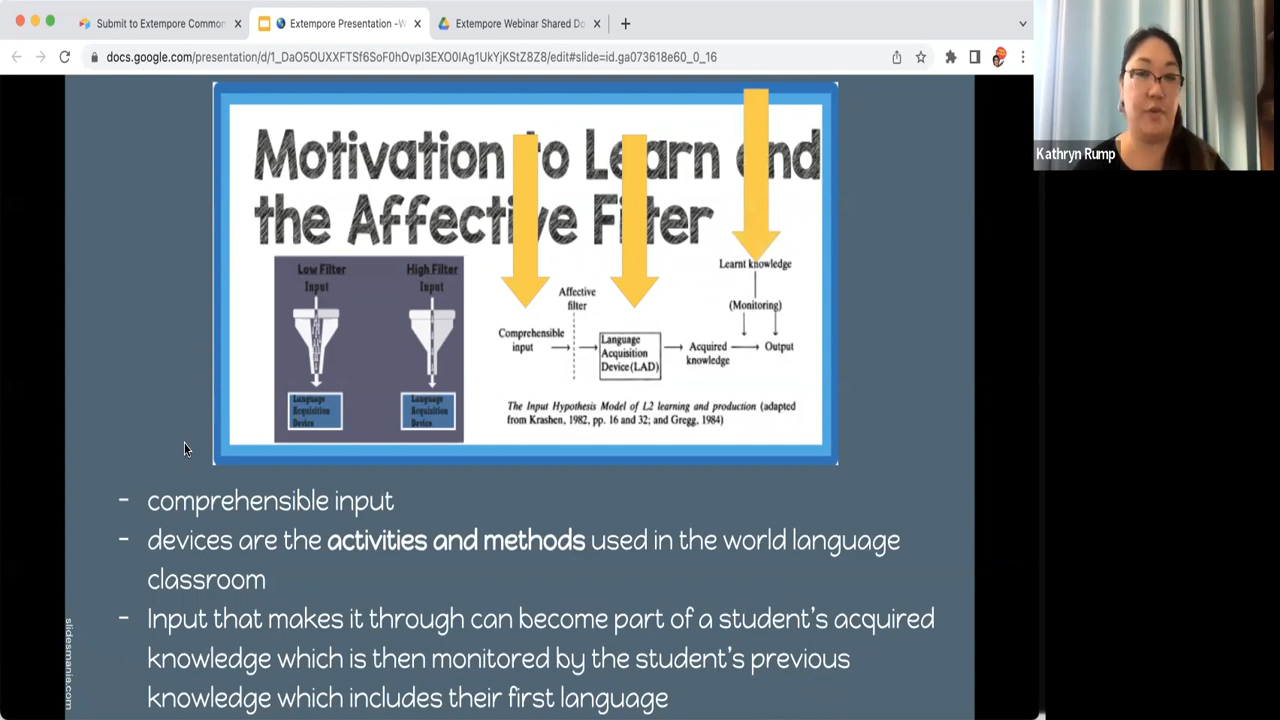 Submit to Extempore Common
Extempore Presentation -W
Extempore Webinar Shared Do
docs.google.com/presentation/d/1_DaO5OUXXFTSf6SoF0hOvpI3EXO0IAg1UkYjKStZ8Z8/edit#slide=id.ga073618e60_0_16
Kathryn Rump
Motivation to Learn and
the Affective Filter
Low Filter
High Filter
Input
Input
Language
Acquisition
Device
Language
Acquisition
Device
Learnt knowledge
(Monitoring)
Affective
filter
Comprehensible
input
Language
Acquisition
Device (LAD)
Acquired
knowledge
Output
The Input Hypothesis Model of L2 learning and production (adapted
from Krashen, 1982, pp. 16 and 32; and Gregg, 1984)
- comprehensible input
- devices are the activities and methods used in the world language
classroom
- Input that makes it through can become part of a student's acquired
knowledge which is then monitored by the student's previous
knowledge which includes their first language
slidesmania.com